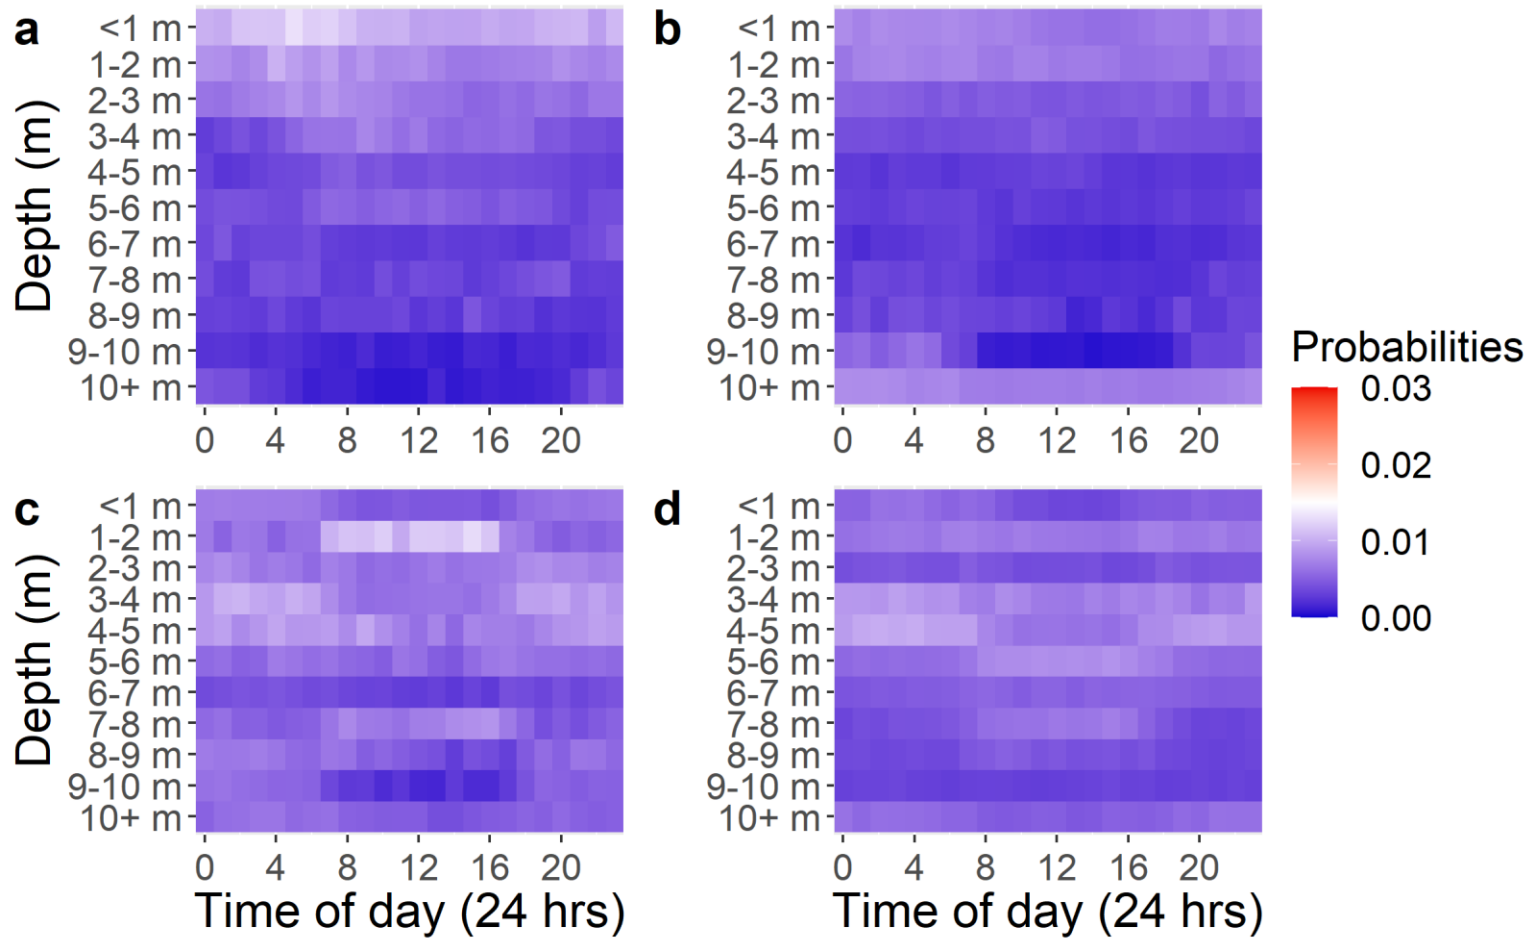 a
Depth (m)
<1 m
1-2 m
2-3 m
3-4 m
4-5 m
5-6 m
6-7 m
7-8 m
8-9 m
9-10 m
10+ m
0 4 8 12 16 20
b
<1 m
1-2 m
2-3 m
3-4 m
4-5 m
5-6 m
6-7 m
7-8 m
8-9 m
9-10 m
10+ m
0 4 8 12 16 20
c
Depth (m)
<1 m
1-2 m
2-3 m
3-4 m
4-5 m
5-6 m
6-7 m
7-8 m
8-9 m
9-10 m
10+ m
0 4 8 12 16 20
Time of day (24 hrs)
d
<1 m
1-2 m
2-3 m
3-4 m
4-5 m
5-6 m
6-7 m
7-8 m
8-9 m
9-10 m
10+ m
0 4 8 12 16 20
Time of day (24 hrs)
Probabilities
0.03
0.02
0.01
0.00